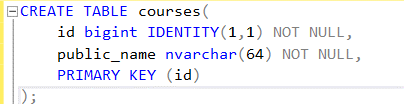 CREATE TABLE courses(
    id bigint IDENTITY(1,1) NOT NULL,
    public_name nvarchar(64) NOT NULL,
    PRIMARY KEY (id)
);